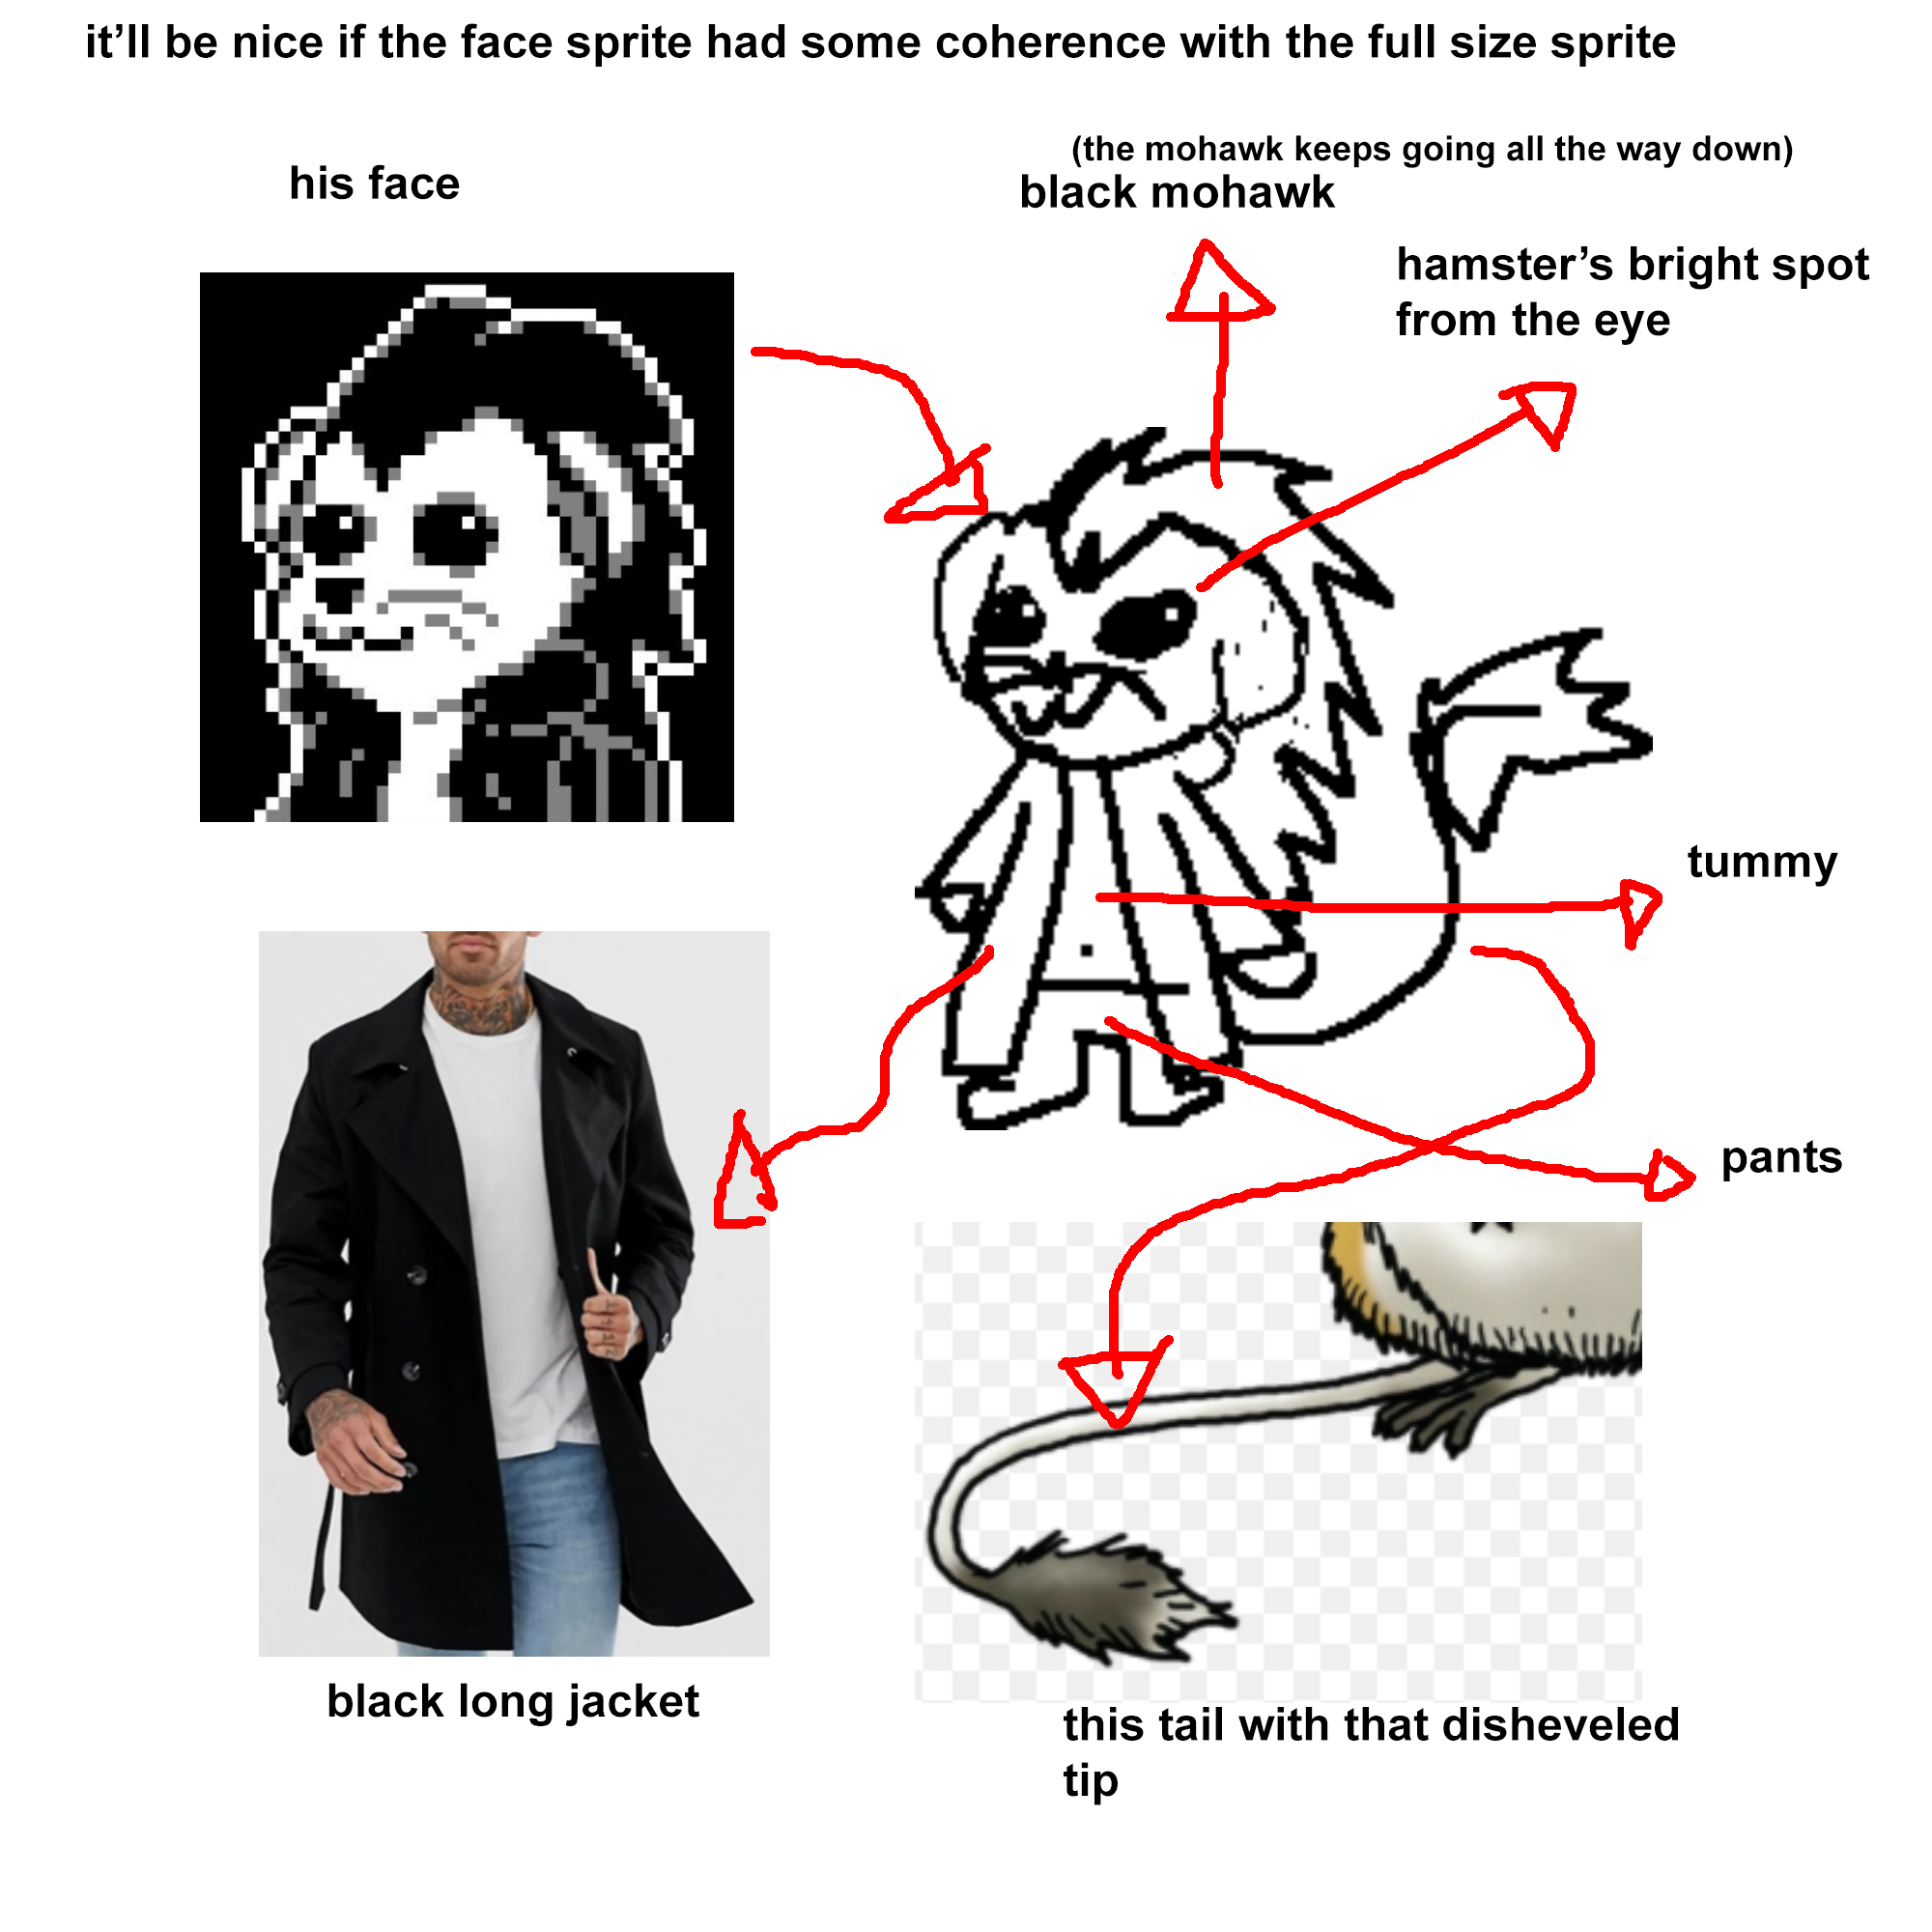 it’ll be nice if the face sprite had some coherence with the full size sprite
(the mohawk keeps going all the way down)
his face
black mohawk
hamster’s bright spot
from the eye
tummy
pants
black long jacket
this tail with that disheveled
tip